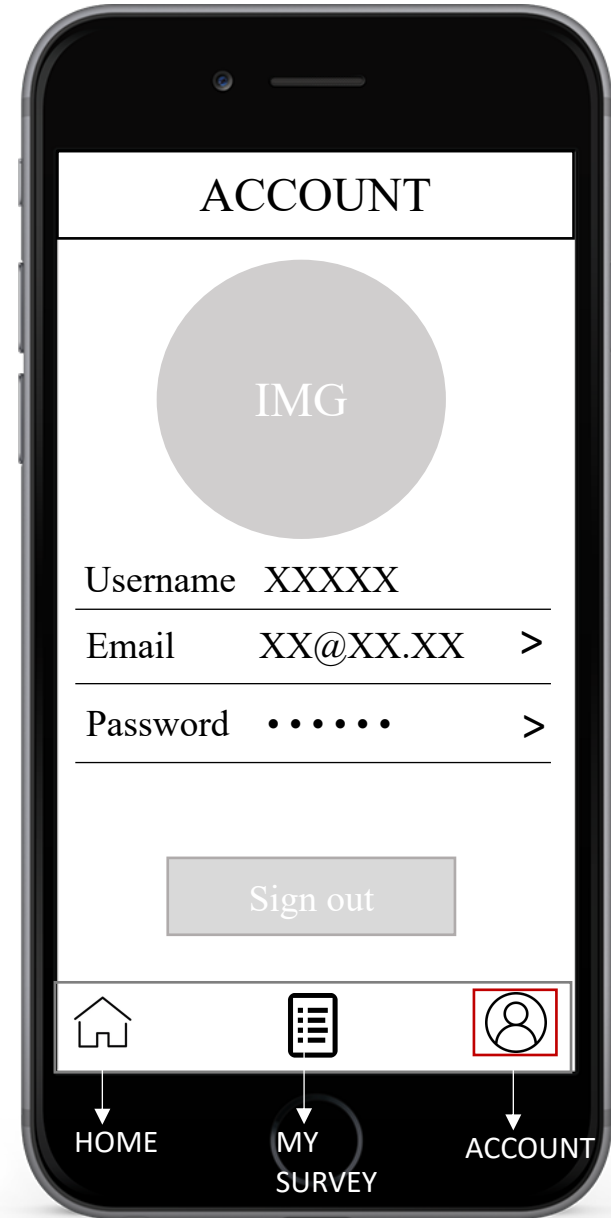 ACCOUNT
IMG
Username XXXXX
Email XX@XX.XX >
Password •••••• >
Sign out
HOME
MY
SURVEY
ACCOUNT